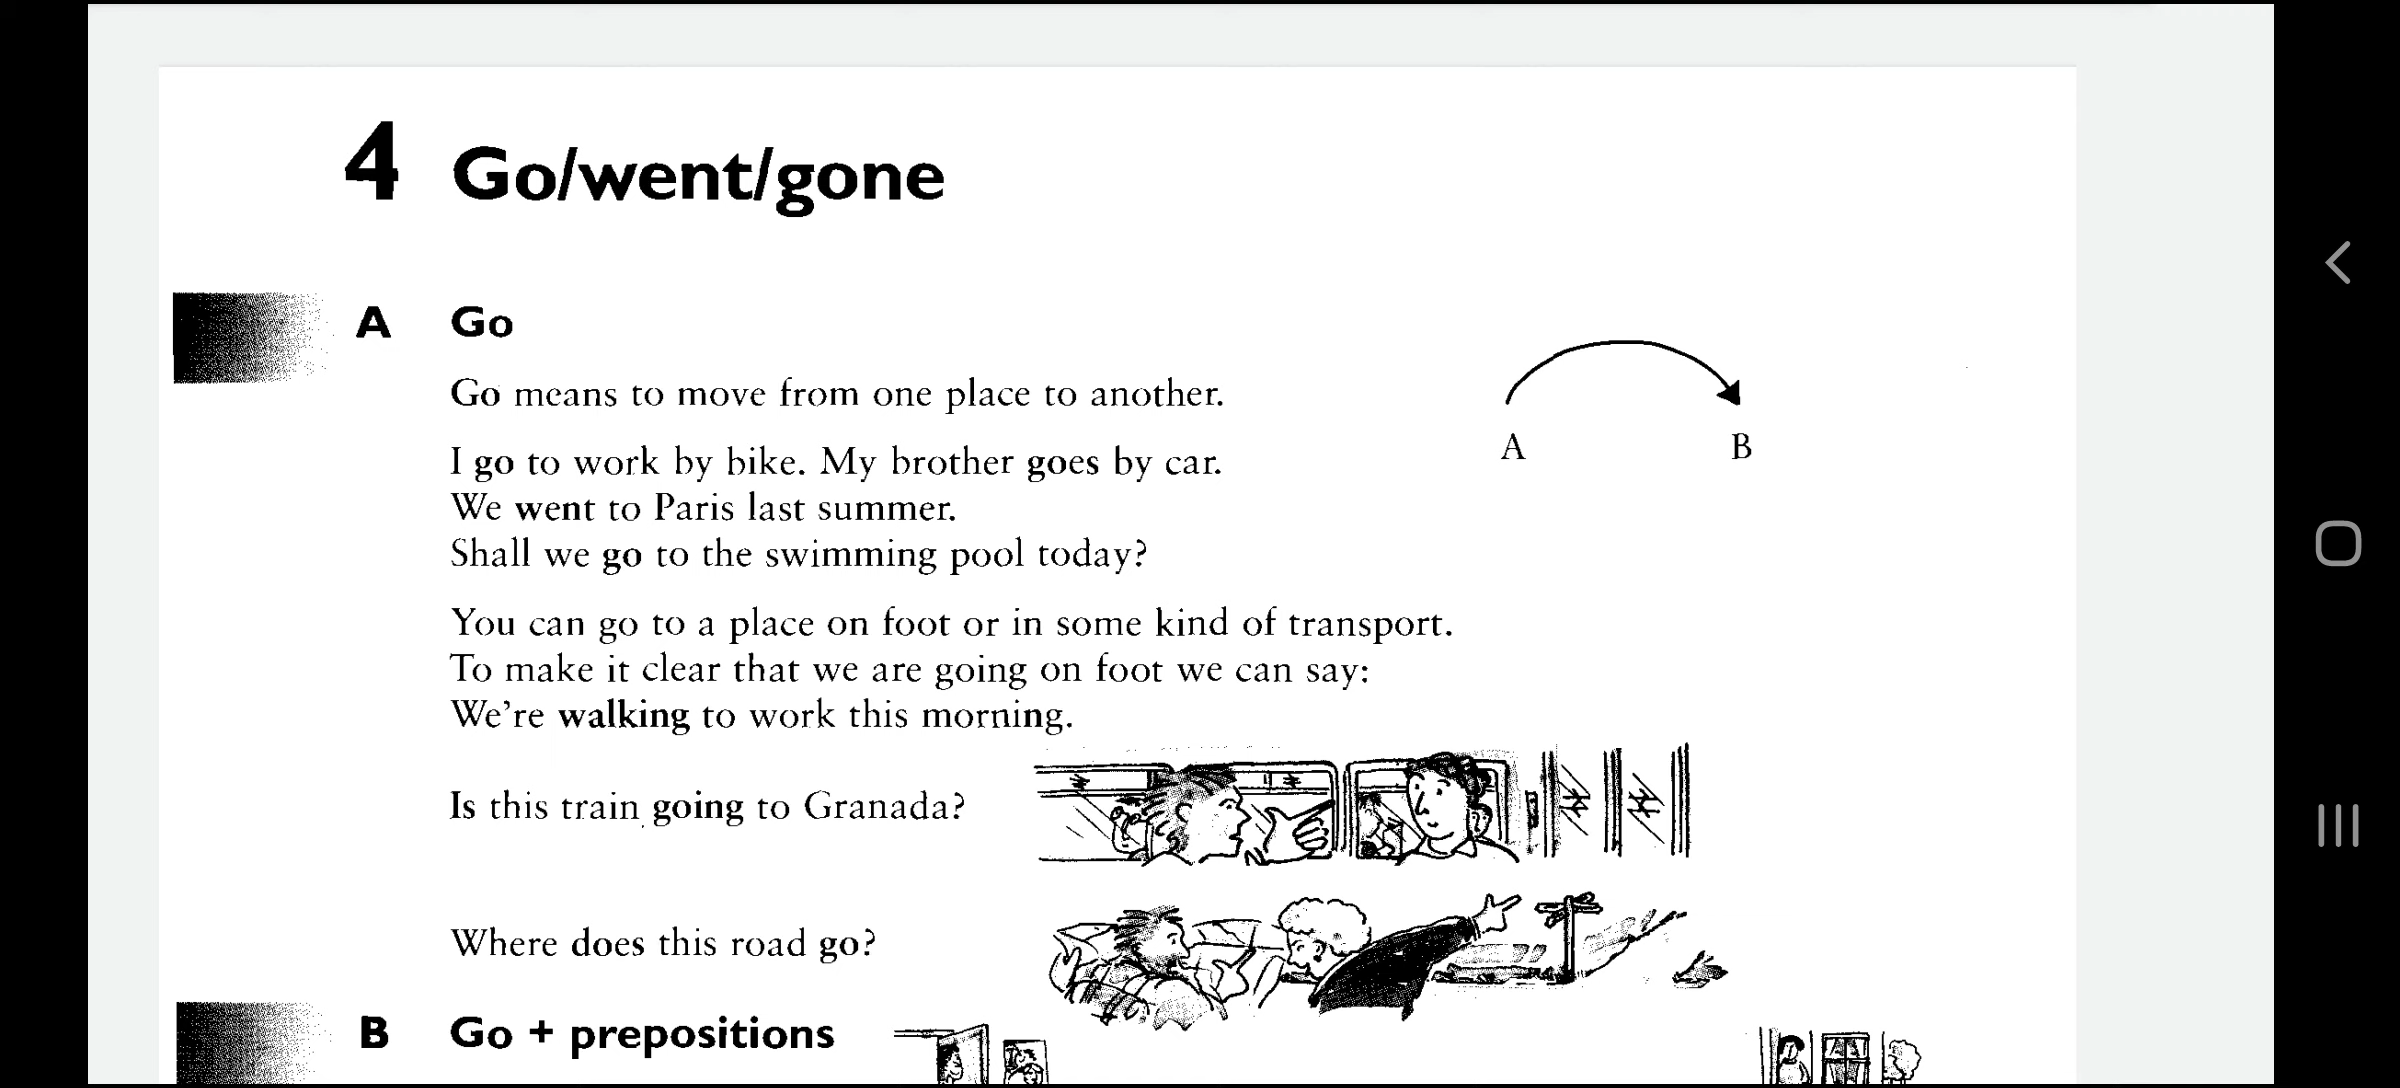 4 Go/went/gone
A Go
Go means to move from one place to another.
A B
I go to work by bike. My brother goes by car.
We went to Paris last summer.
Shall we go to the swimming pool today?
You can go to a place on foot or in some kind of transport.
To make it clear that we are going on foot we can say:
We're walking to work this morning.
Is this train going to Granada?
Where does this road go?
B Go + prepositions